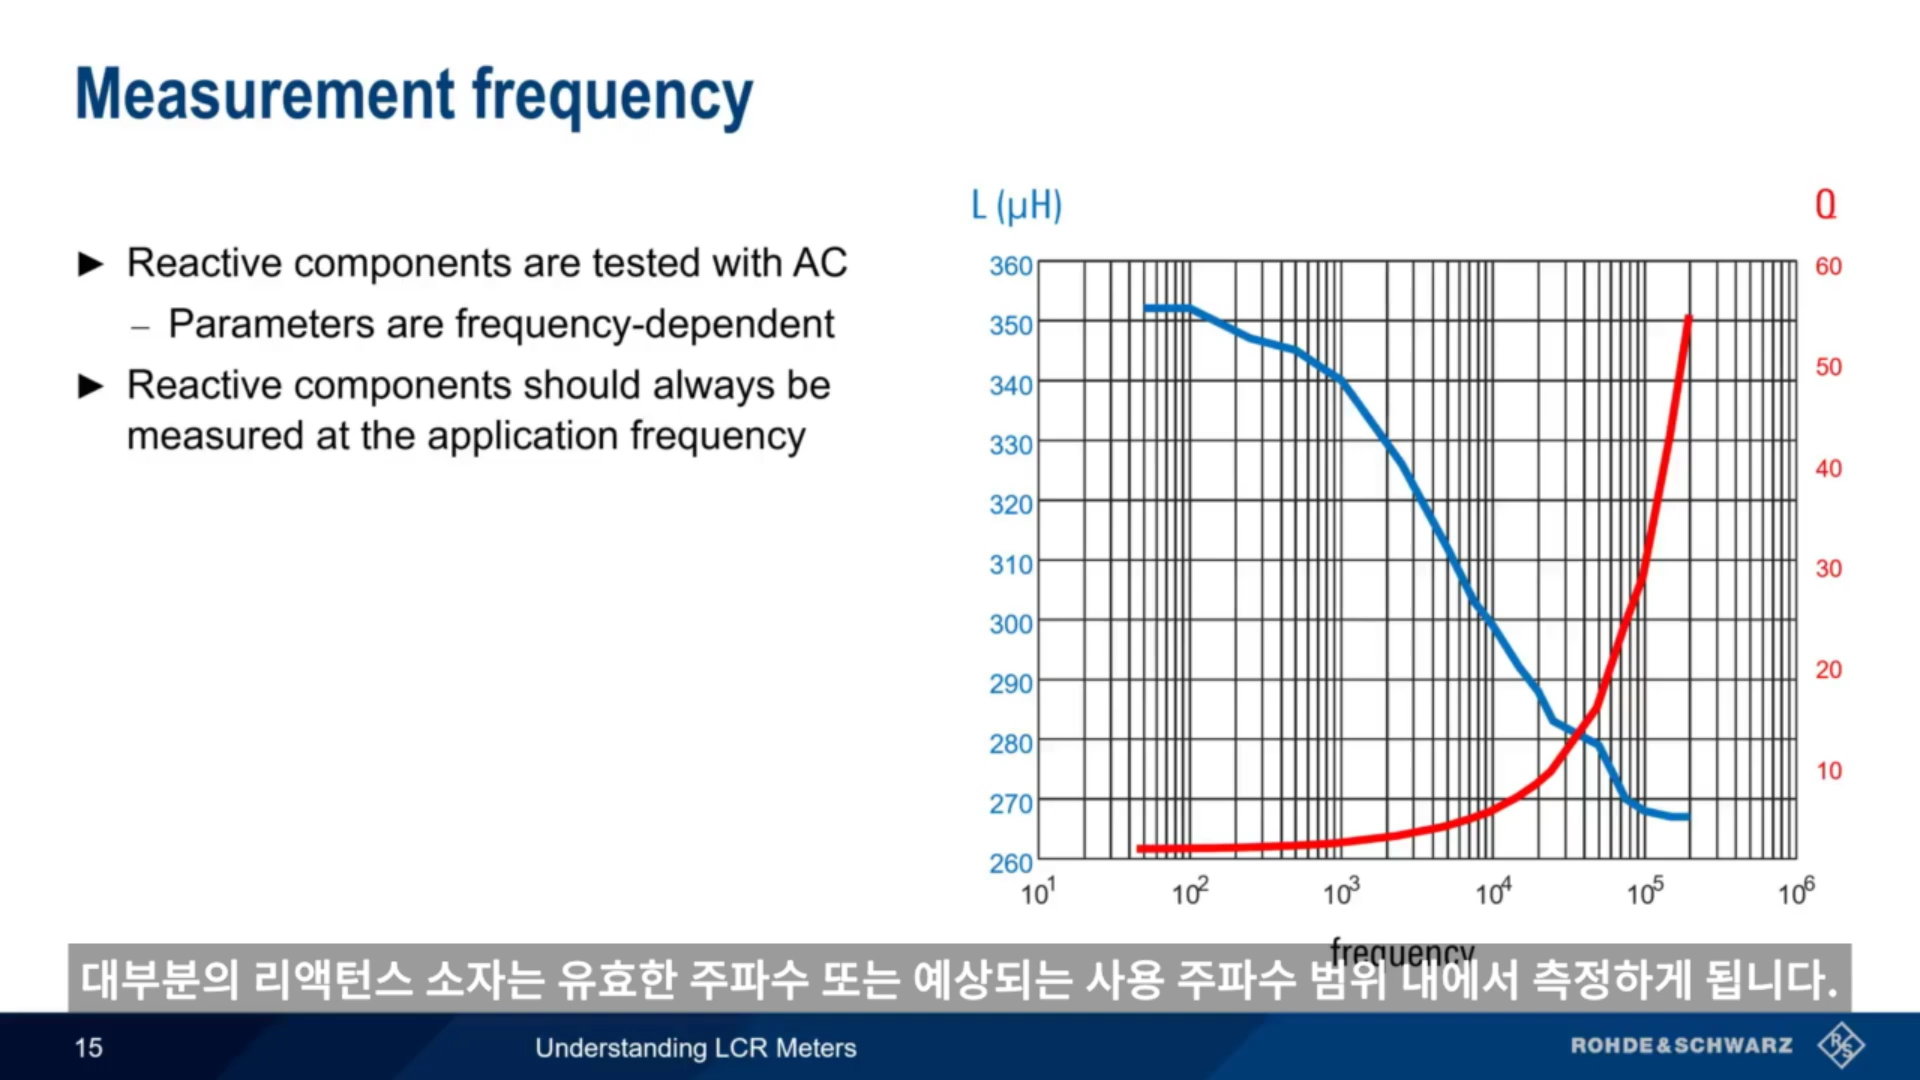 Measurement frequency
► Reactive components are tested with AC
– Parameters are frequency-dependent
► Reactive components should always be
measured at the application frequency
L (µH)
Q
360
350
340
330
320
310
300
290
280
270
260
60
50
40
30
20
10
10¹ 10² 10³ 10⁴ 10⁵ 10⁶
frequency
대부분의 리액턴스 소자는 유효한 주파수 또는 예상되는 사용 주파수 범위 내에서 측정하게 됩니다.
15
Understanding LCR Meters
ROHDE&SCHWARZ
R S